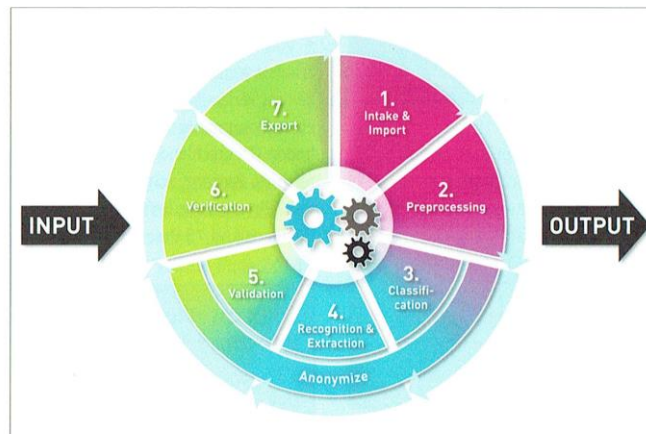 INPUT
1.
Intake &
Import
2.
Preprocessing
3.
Classifi-
cation
4.
Recognition &
Extraction
5.
Validation
6.
Verification
7.
Export
Anonymize
OUTPUT